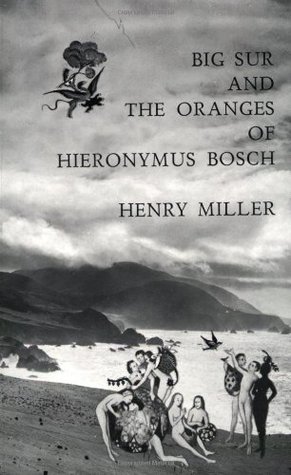 BIG SUR
AND
THE ORANGES
OF
HIERONYMUS BOSCH
HENRY MILLER